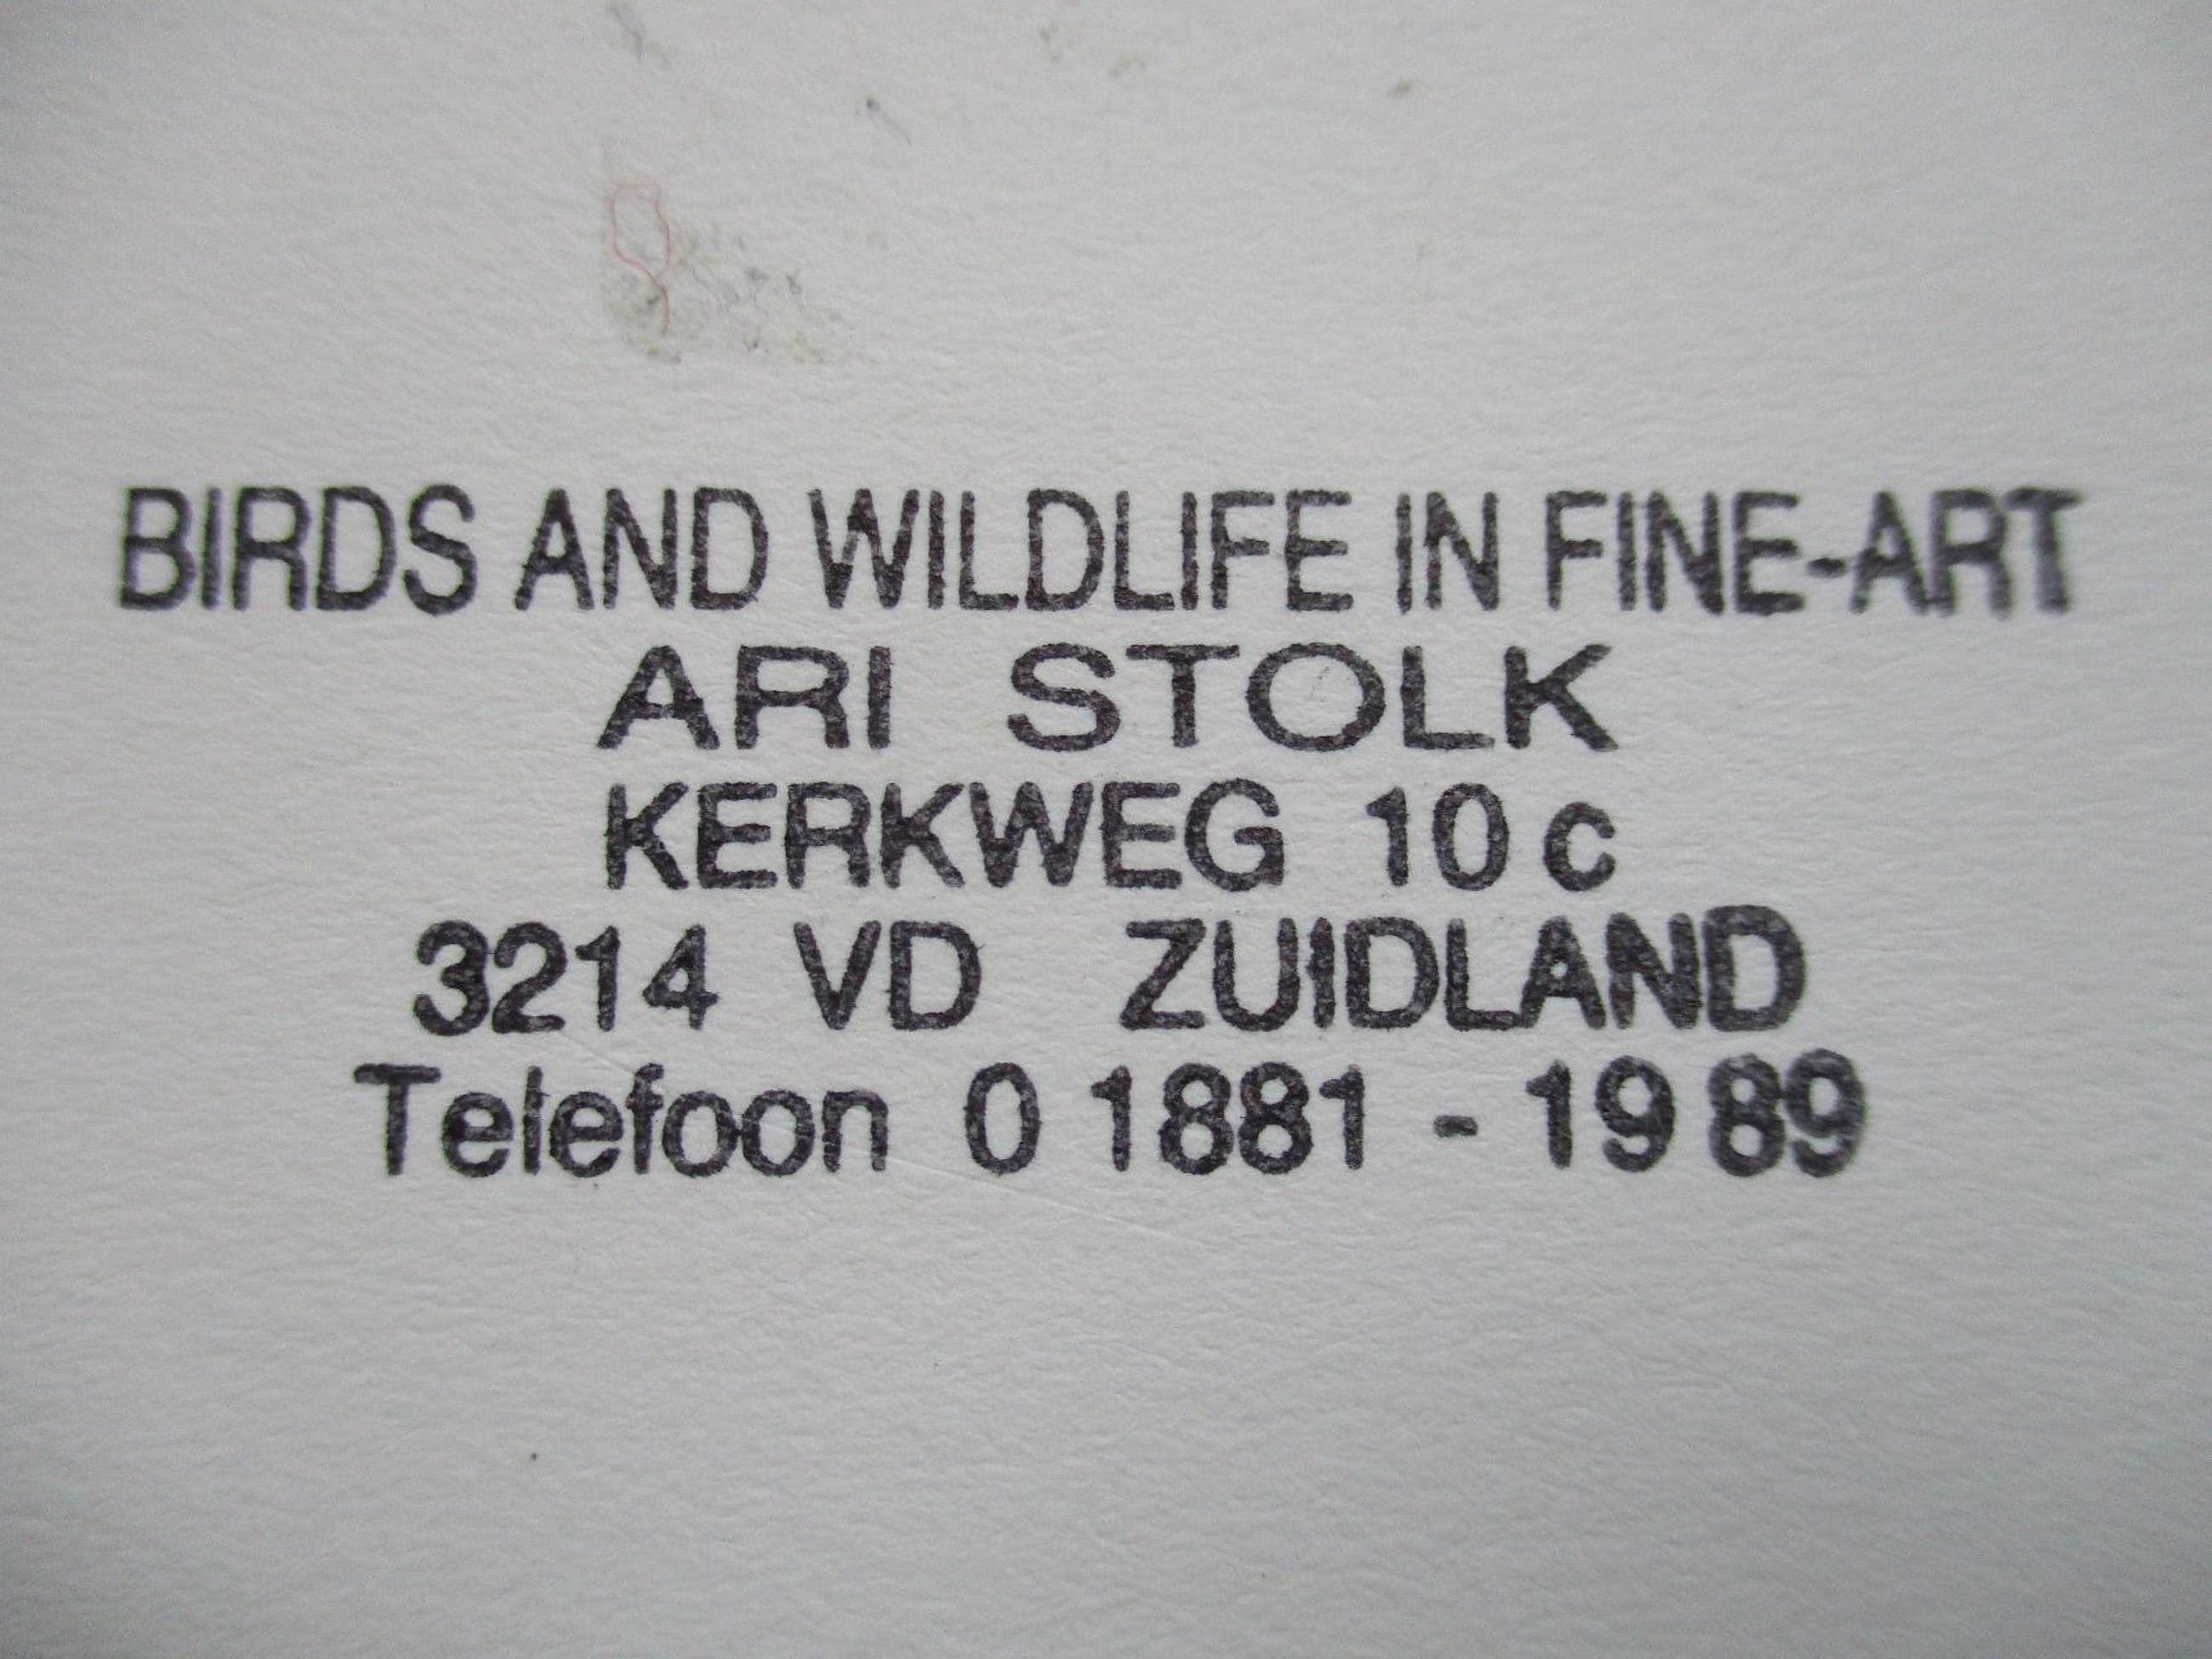 BIRDS AND WILDLIFE IN FINE-ART
ARI STOLK
KERKWEG 10 c
3214 VD ZUIDLAND
Telefoon 0 1881 - 19 89